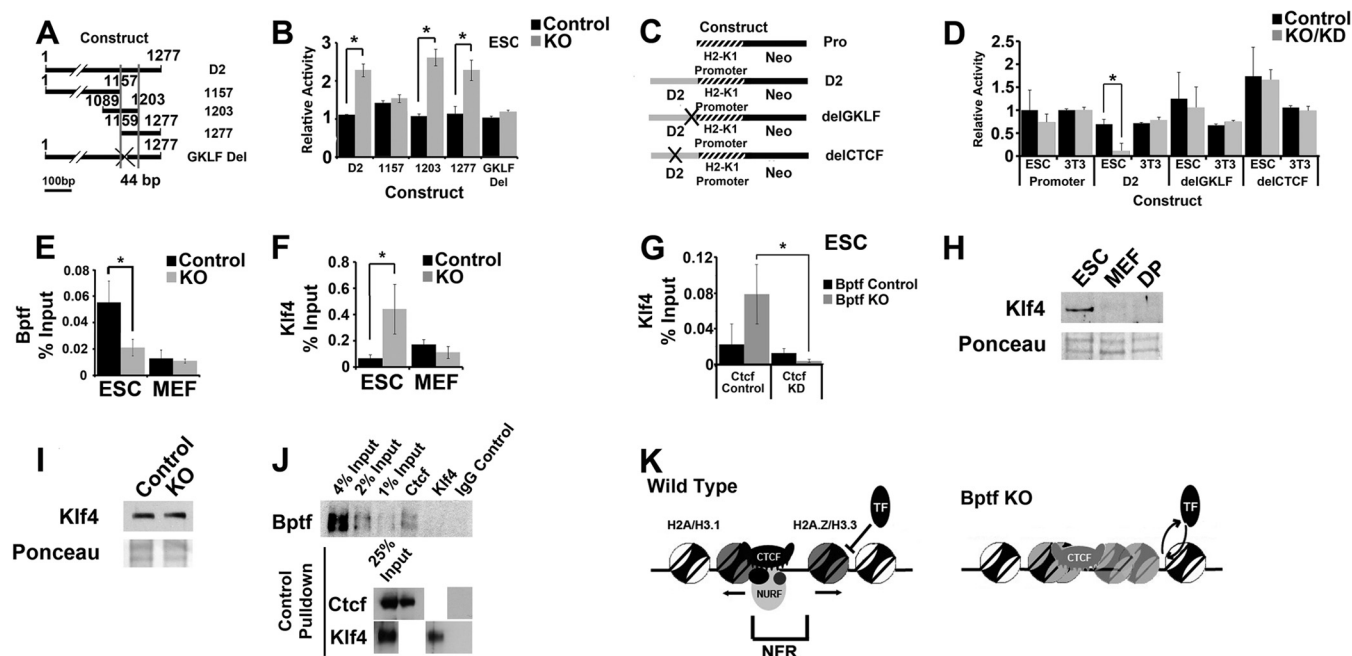 A
Construct
1 1277
D2
1157
1 1157
1089 1203
1203
1159 1277
1277
1 1277
GKLF Del
100bp
44 bp
B
Control
KO
ESC
Relative Activity
3
2
1
0
* * *
D2 1157 1203 1277 GKLF Del
Construct
C
Pro
H2-K1 Promoter Neo
D2
D2 H2-K1 Promoter Neo
delGKLF
D2 H2-K1 Promoter Neo
delCTCF
D2 H2-K1 Promoter Neo
D
Control
KO/KD
Relative Activity
2.5
2
1.5
1
0.5
0
*
ESC 3T3 ESC 3T3 ESC 3T3 ESC 3T3
Promoter D2 delGKLF delCTCF
Construct
E
Control
KO
Bptf
% Input
0.08
0.06
0.04
0.02
0
*
ESC MEF
F
Control
KO
Klf4
% Input
0.8
0.6
0.4
0.2
0
*
ESC MEF
G
ESC
Bptf Control
Bptf KO
Klf4
% Input
0.12
0.08
0.04
0
*
Ctcf Control
Ctcf KD
H
ESC MEF DP
Klf4
Ponceau
I
Control KO
Klf4
Ponceau
J
4% Input 2% Input 1% Input Ctcf Klf4 IgG Control
Bptf
25% Input
Control Pulldown
Ctcf
Klf4
K
Wild Type
H2A/H3.1 H2A.Z/H3.3
TF
CTCF
NURF
NFR
Bptf KO
TF
CTCF